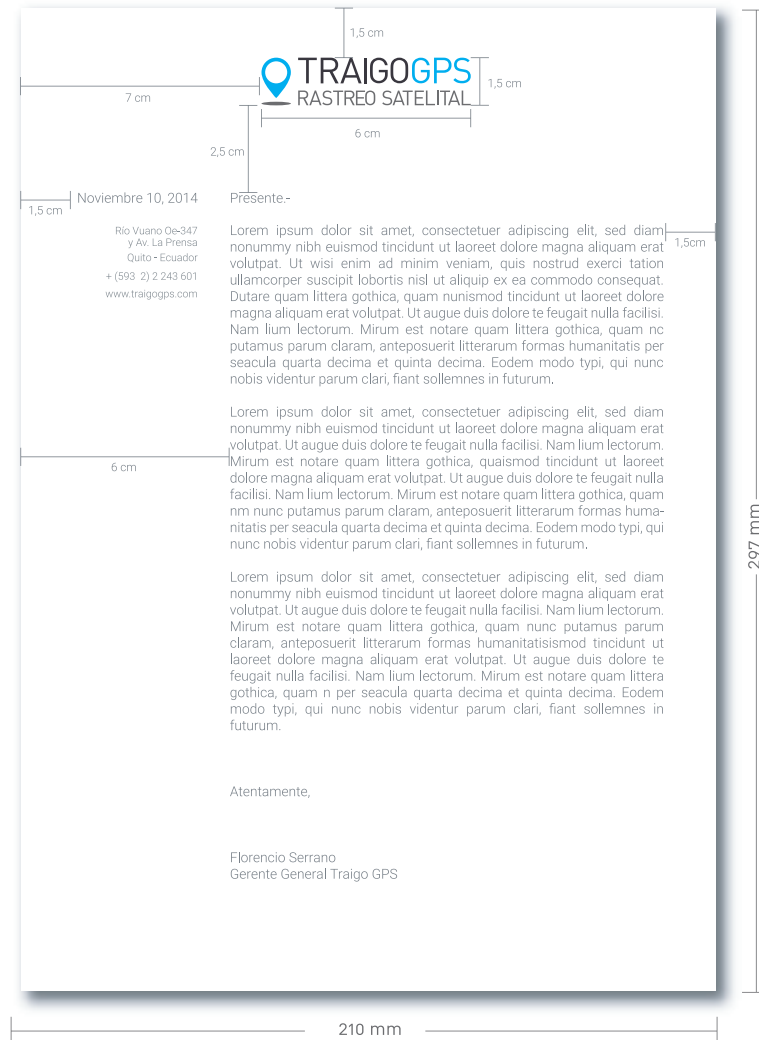 1,5 cm
TRAIGOGPS
RASTREO SATELITAL
1,5 cm
7 cm
6 cm
2,5 cm
Noviembre 10, 2014
1,5 cm
Río Vuano Oe-347
y Av. La Prensa
Quito - Ecuador
+ (593 2) 2 243 601
www.traigogps.com
Presente.-
Lorem ipsum dolor sit amet, consectetuer adipiscing elit, sed diam
nonummy nibh euismod tincidunt ut laoreet dolore magna aliquam erat
volutpat. Ut wisi enim ad minim veniam, quis nostrud exerci tation
ullamcorper suscipit lobortis nisl ut aliquip ex ea commodo consequat.
Dutare quam littera gothica, quam nunismod tincidunt ut laoreet dolore
magna aliquam erat volutpat. Ut augue duis dolore te feugait nulla facilisi.
Nam lium lectorum. Mirum est notare quam littera gothica, quam nc
putamus parum claram, anteposuerit litterarum formas humanitatis per
seacula quarta decima et quinta decima. Eodem modo typi, qui nunc
nobis videntur parum clari, fiant sollemnes in futurum.
1,5cm
Lorem ipsum dolor sit amet, consectetuer adipiscing elit, sed diam
nonummy nibh euismod tincidunt ut laoreet dolore magna aliquam erat
volutpat. Ut augue duis dolore te feugait nulla facilisi. Nam lium lectorum.
Mirum est notare quam littera gothica, quaismod tincidunt ut laoreet
dolore magna aliquam erat volutpat. Ut augue duis dolore te feugait nulla
facilisi. Nam lium lectorum. Mirum est notare quam littera gothica, quam
nm nunc putamus parum claram, anteposuerit litterarum formas huma-
nitatis per seacula quarta decima et quinta decima. Eodem modo typi, qui
nunc nobis videntur parum clari, fiant sollemnes in futurum.
6 cm
Lorem ipsum dolor sit amet, consectetuer adipiscing elit, sed diam
nonummy nibh euismod tincidunt ut laoreet dolore magna aliquam erat
volutpat. Ut augue duis dolore te feugait nulla facilisi. Nam lium lectorum.
Mirum est notare quam littera gothica, quam nunc putamus parum
claram, anteposuerit litterarum formas humanitatisismod tincidunt ut
laoreet dolore magna aliquam erat volutpat. Ut augue duis dolore te
feugait nulla facilisi. Nam lium lectorum. Mirum est notare quam littera
gothica, quam n per seacula quarta decima et quinta decima. Eodem
modo typi, qui nunc nobis videntur parum clari, fiant sollemnes in
futurum.
Atentamente,
Florencio Serrano
Gerente General Traigo GPS
297 mm
210 mm